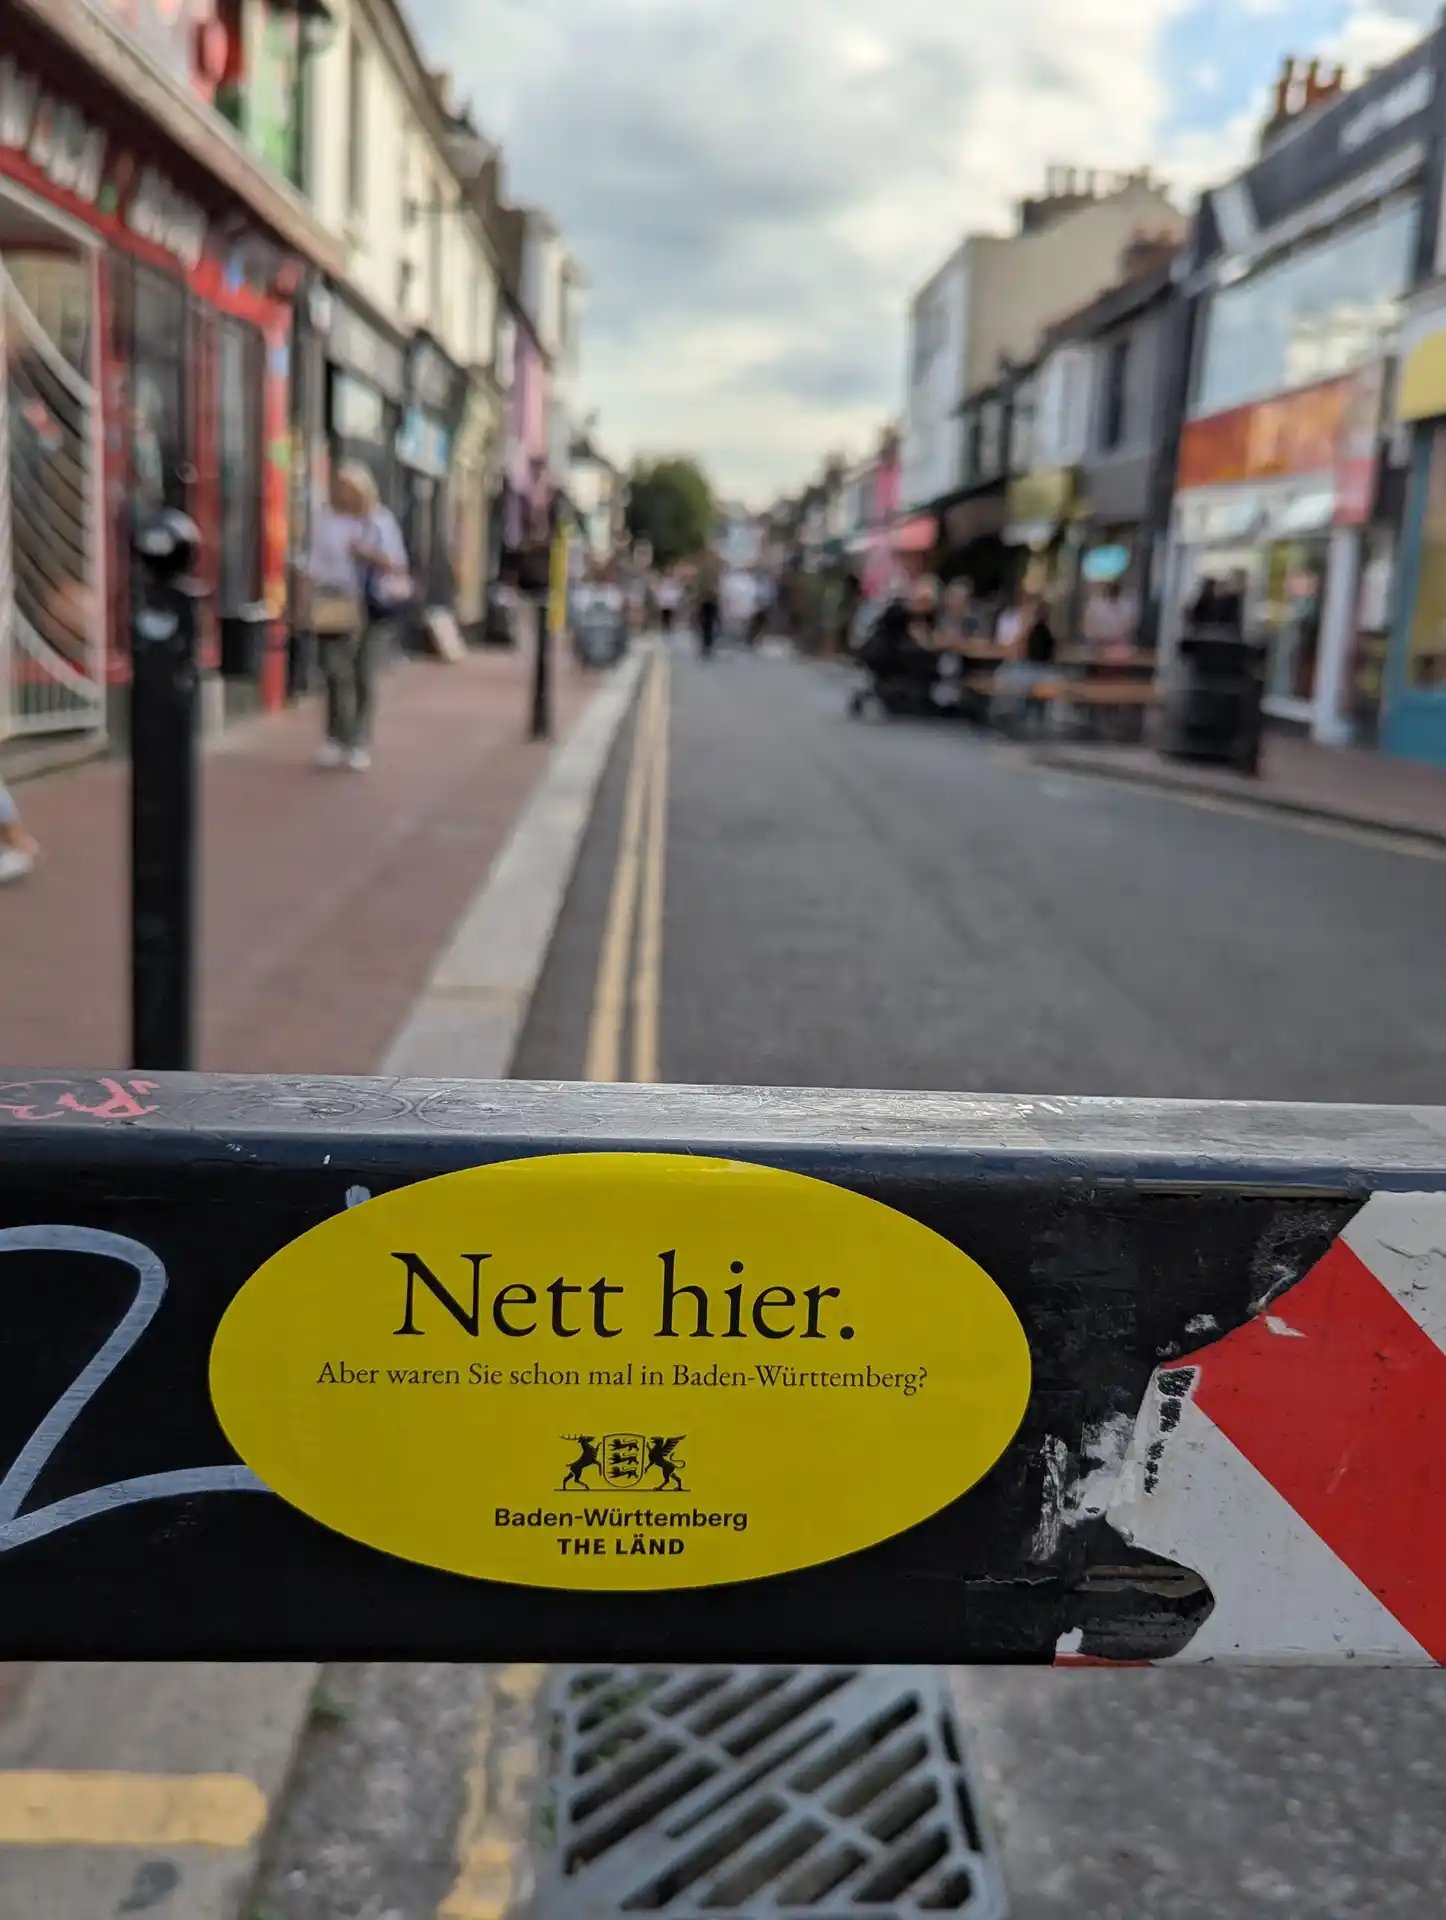 Nett hier.
Aber waren Sie schon mal in Baden-Württemberg?
Baden-Württemberg
THE LÄND